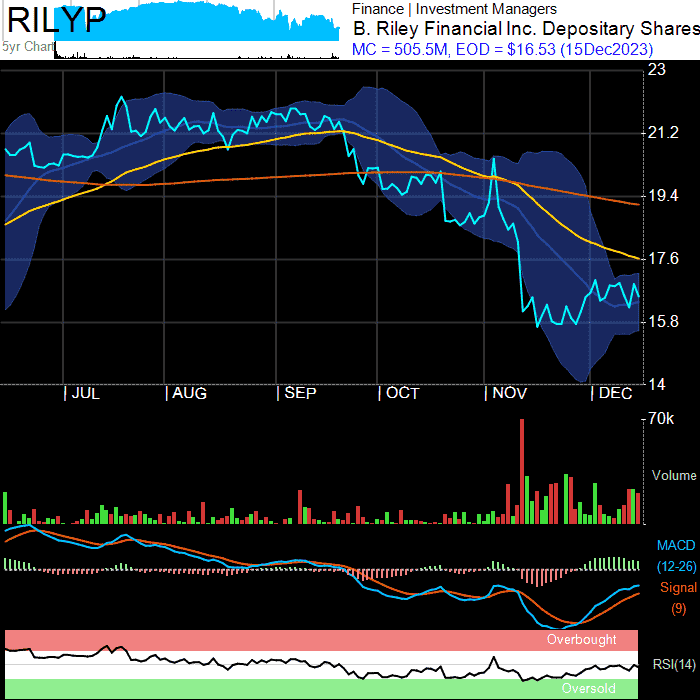 RILYP
5yr Chart
Finance | Investment Managers
B. Riley Financial Inc. Depositary Shares
MC = 505.5M, EOD = $16.53 (15Dec2023)
23
21.2
19.4
17.6
15.8
14
| JUL | AUG | SEP | OCT | NOV | DEC
70k
Volume
MACD
(12-26)
Signal
(9)
Overbought
RSI(14)
Oversold